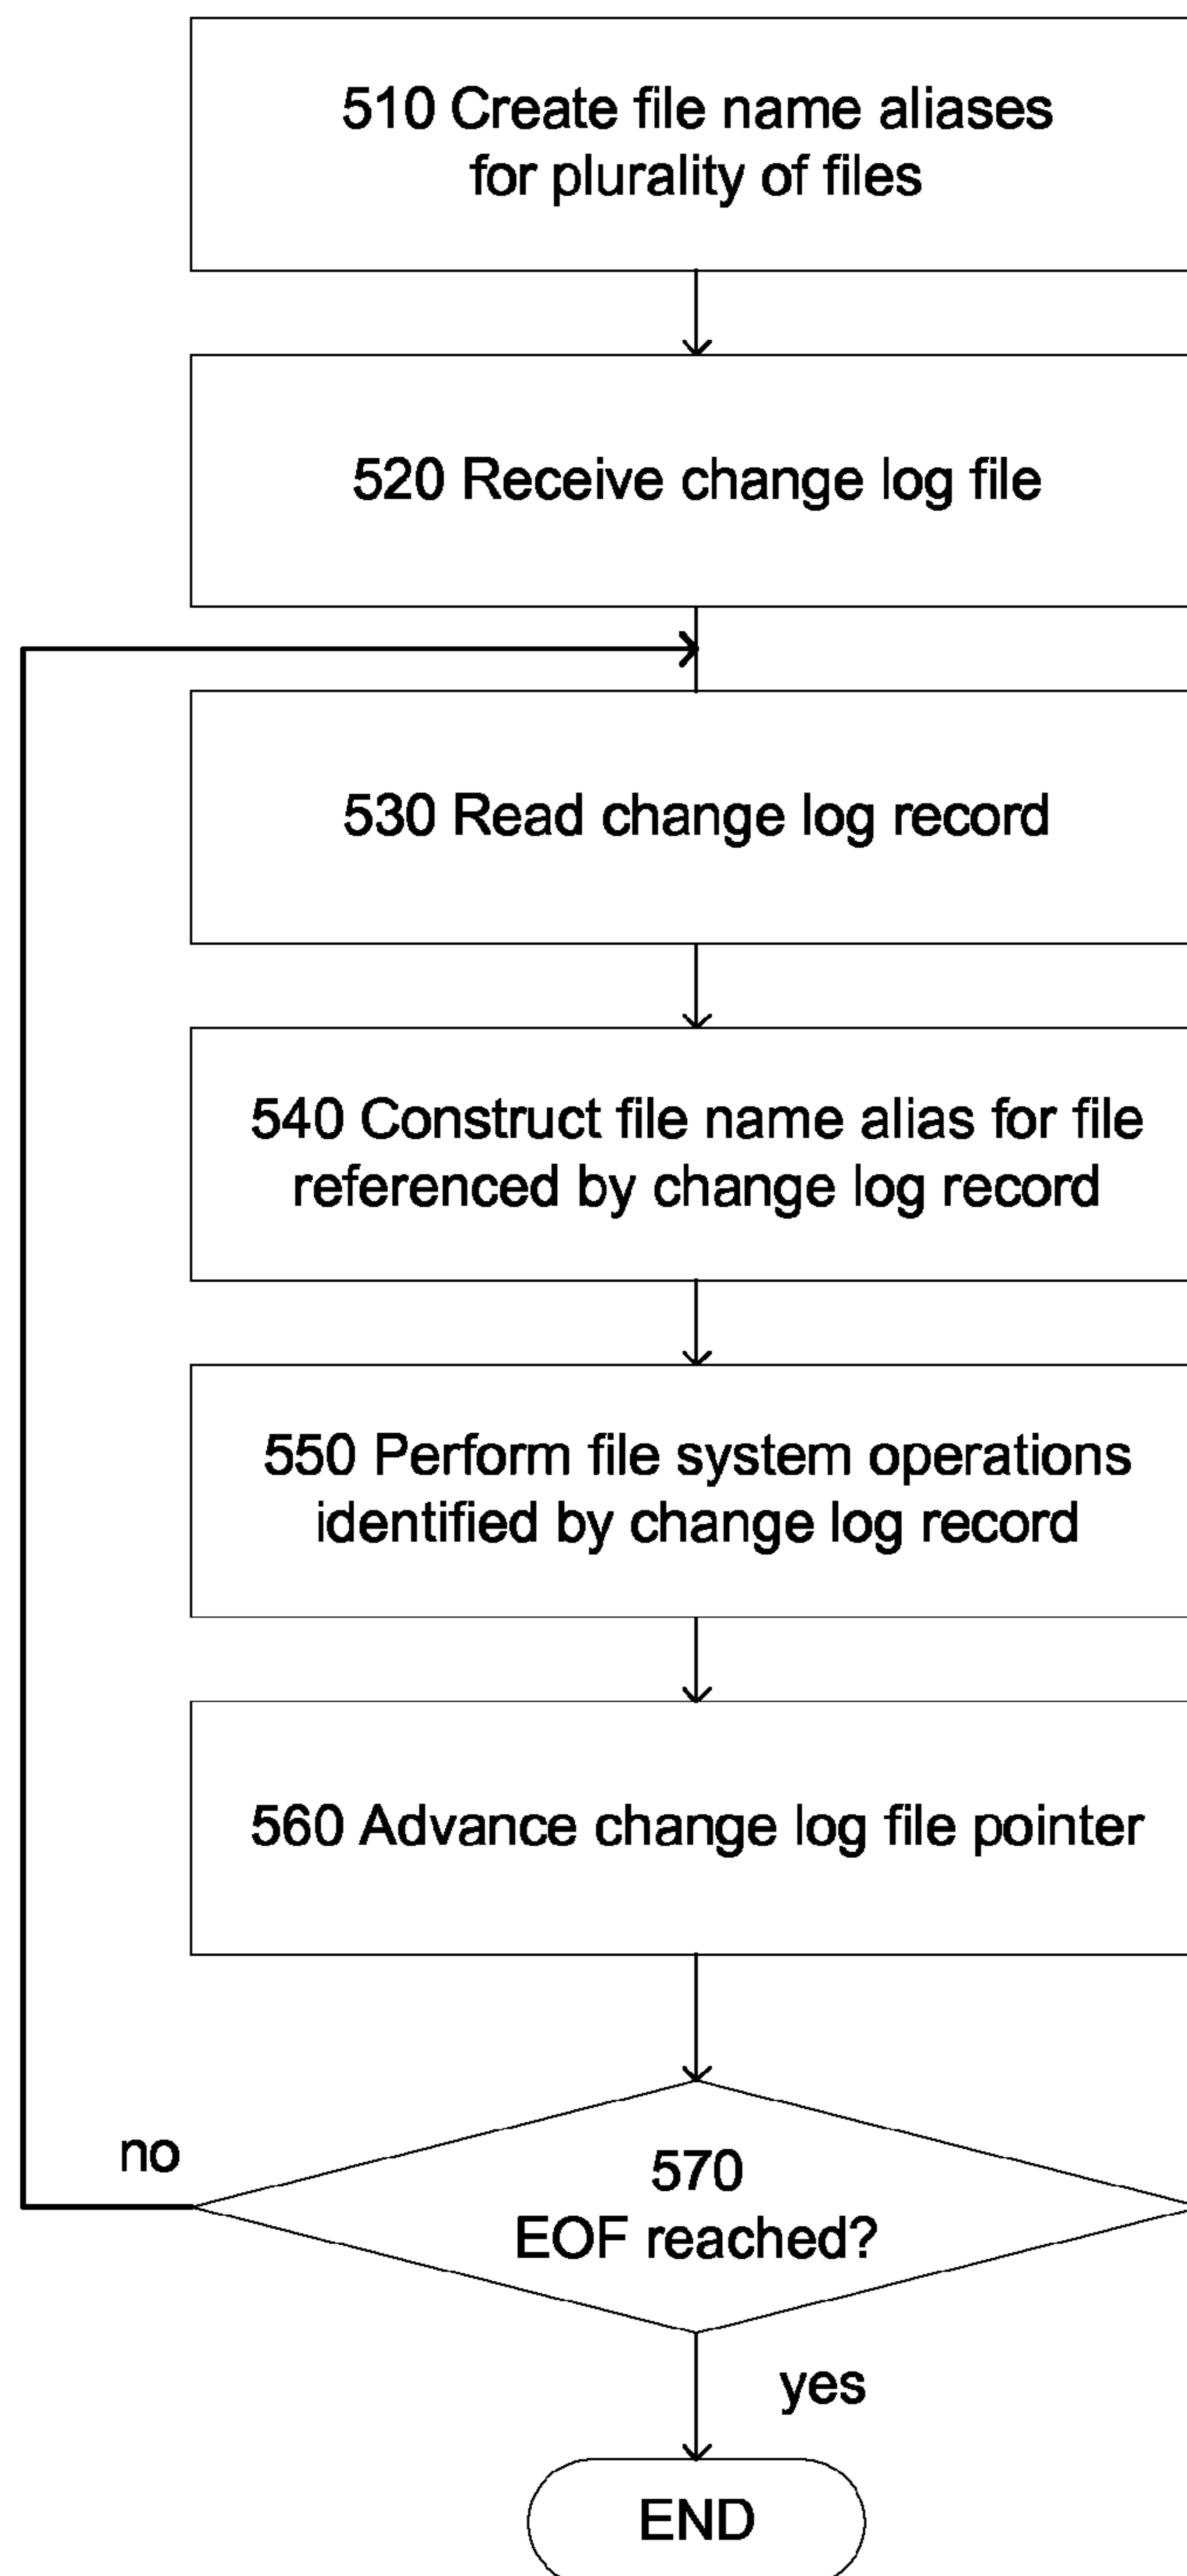 510 Create file name aliases
for plurality of files
520 Receive change log file
530 Read change log record
540 Construct file name alias for file
referenced by change log record
550 Perform file system operations
identified by change log record
560 Advance change log file pointer
no
570
EOF reached?
yes
END